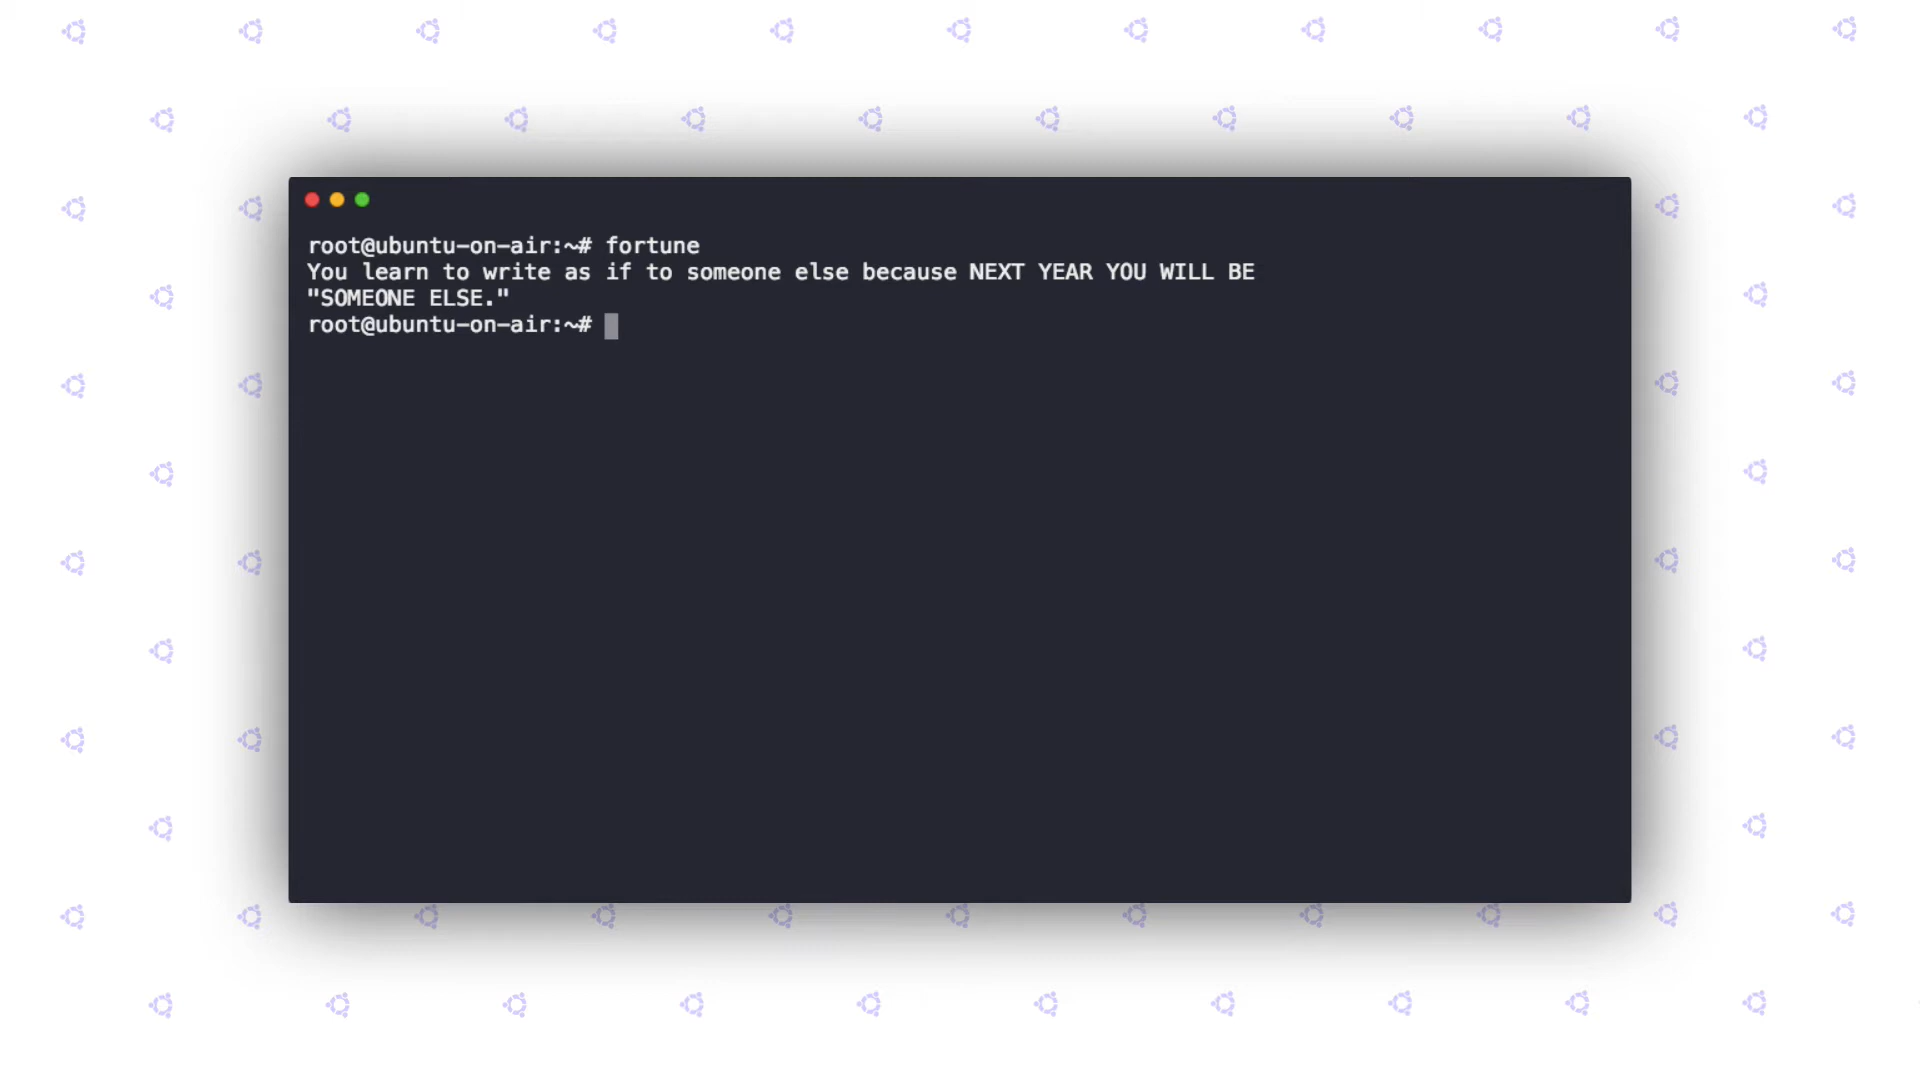 root@ubuntu-on-air:~# fortune
You learn to write as if to someone else because NEXT YEAR YOU WILL BE
"SOMEONE ELSE."
root@ubuntu-on-air:~#